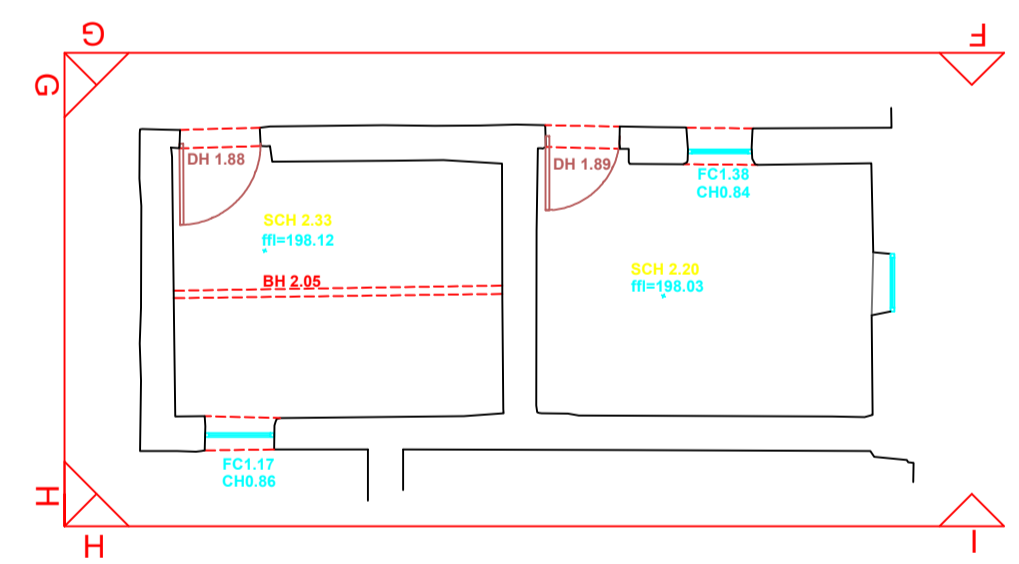 G
F
G
DH 1.88
DH 1.89
FC1.38
CH0.84
SCH 2.33
ffl=198.12
SCH 2.20
ffl=198.03
BH 2.05
FC1.17
CH0.86
H
H
I